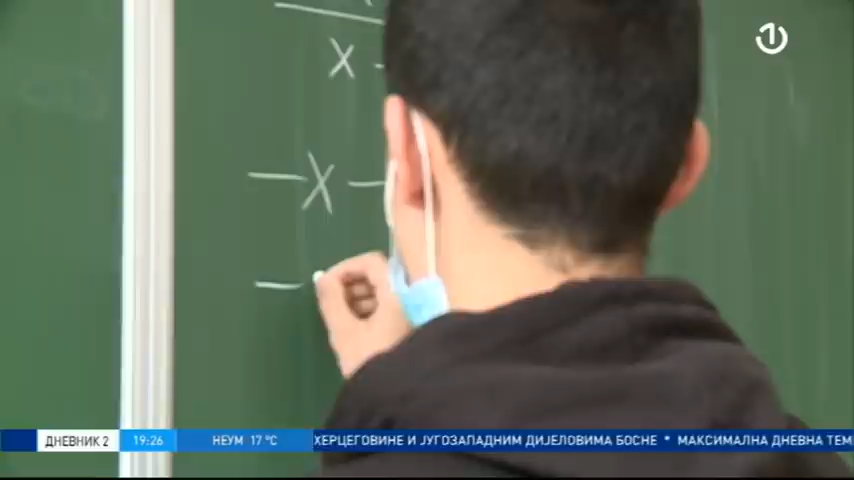 X
— X —
—
ДНЕВНИК 2 19:26 НЕУМ 17 °C ХЕРЦЕГОВИНЕ И ЈУГОЗАПАДНИМ ДИЈЕЛОВИМА БОСНЕ * МАКСИМАЛНА ДНЕВНА ТЕМ